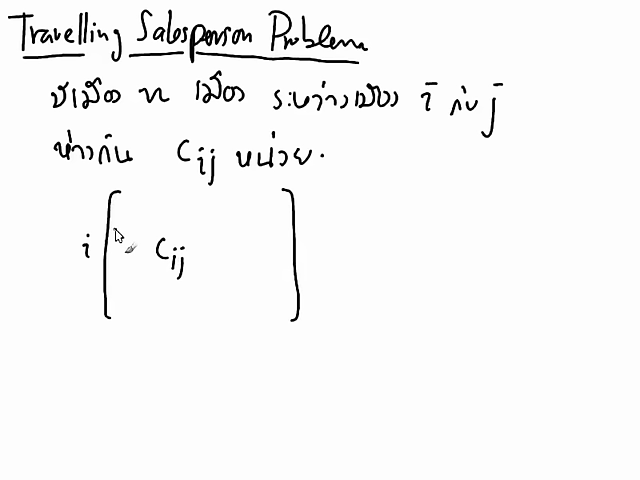 Travelling Salesperson Problem
มีเมือง n เมือง ระหว่างเมือง i กับ j
ห่างกัน Cij หน่วย.
i [ Cij ]